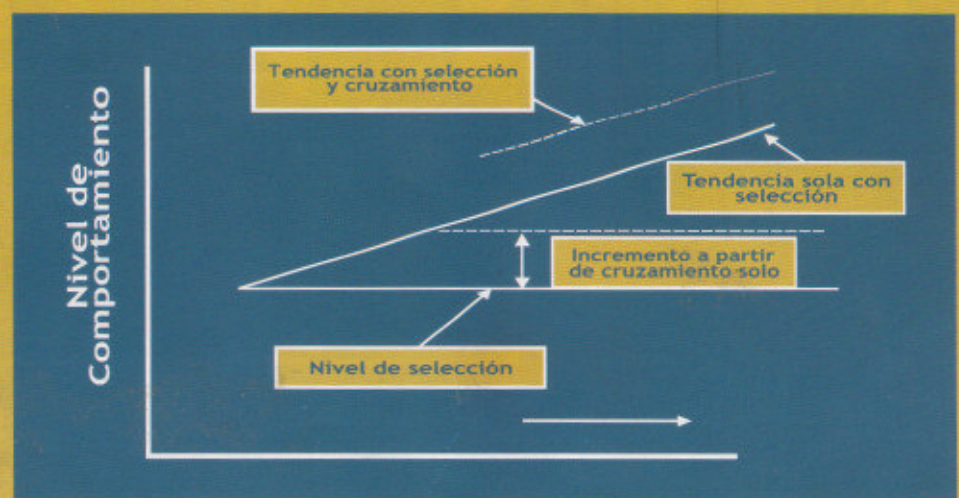 Tendencia con selección
y cruzamiento
Nivel de
Comportamiento
Tendencia sola con
selección
Incremento a partir
de cruzamiento solo
Nivel de selección